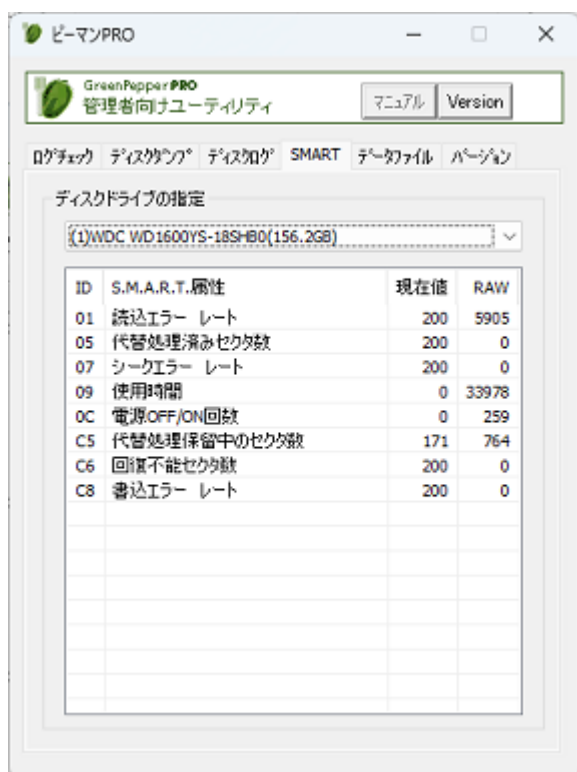 ピーマンPRO
GreenPepper PRO
管理者向けユーティリティ
マニュアル Version
ログチェック ディスクダンプ ディスクログ SMART データファイル バージョン
ディスクドライブの指定
(1)WDC WD1600YS-18SHB0(156.2GB)
ID S.M.A.R.T.属性 現在値 RAW
01 読込エラー レート 200 5905
05 代替処理済みセクタ数 200 0
07 シークエラー レート 200 0
09 使用時間 0 33978
0C 電源OFF/ON回数 0 259
C5 代替処理保留中のセクタ数 171 764
C6 回復不能セクタ数 200 0
C8 書込エラー レート 200 0